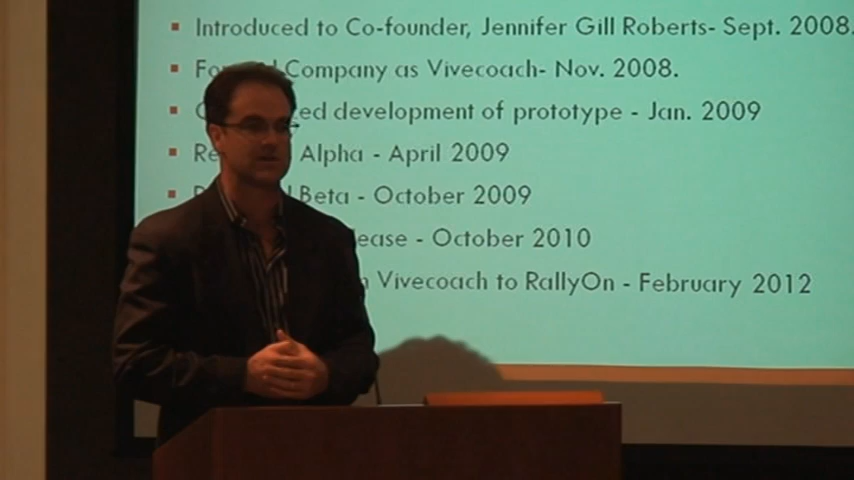 Introduced to Co-founder, Jennifer Gill Roberts- Sept. 2008.
Company as Vivecoach- Nov. 2008.
development of prototype - Jan. 2009
Alpha - April 2009
Beta - October 2009
- October 2010
Vivecoach to RallyOn - February 2012